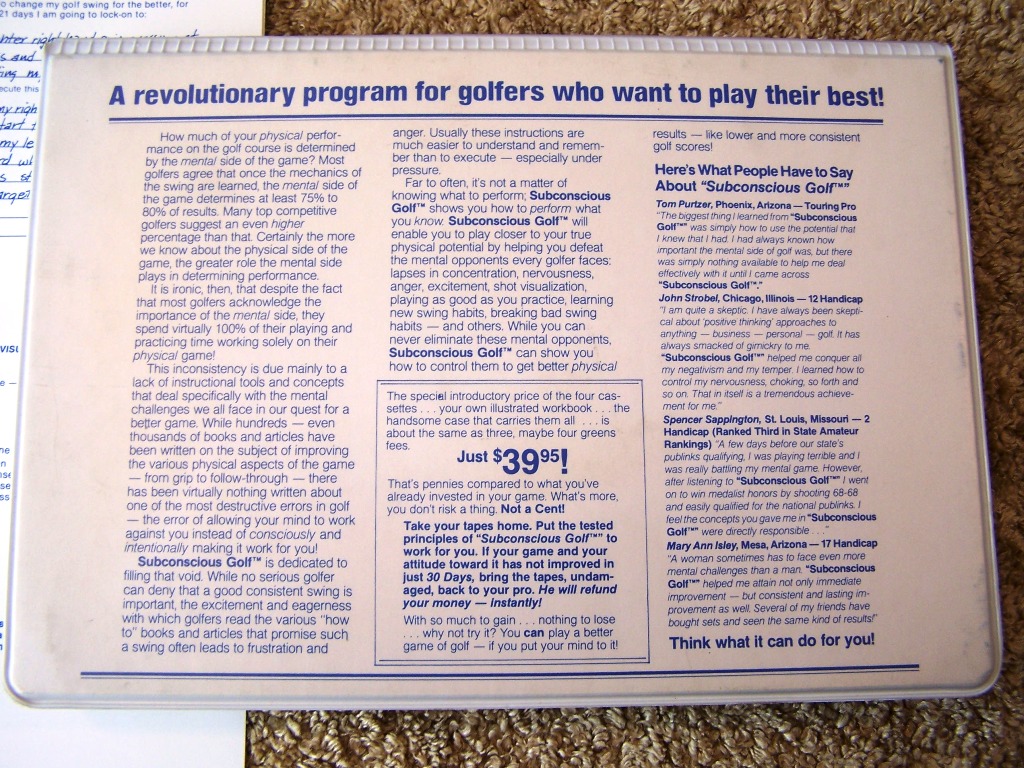 o change my golf swing for the better, for
21 days I am going to lock-on to:
A revolutionary program for golfers who want to play their best!
How much of your physical perfor-
mance on the golf course is determined
by the mental side of the game? Most
golfers agree that once the mechanics of
the swing are learned, the mental side of
the game determines at least 75% to
80% of results. Many top competitive
golfers suggest an even higher
percentage than that. Certainly the more
we know about the physical side of the
game, the greater role the mental side
plays in determining performance.
It is ironic, then, that despite the fact
that most golfers acknowledge the
importance of the mental side, they
spend virtually 100% of their playing and
practicing time working solely on their
physical game!
This inconsistency is due mainly to a
lack of instructional tools and concepts
that deal specifically with the mental
challenges we all face in our quest for a
better game. While hundreds — even
thousands of books and articles have
been written on the subject of improving
the various physical aspects of the game
— from grip to follow-through — there
has been virtually nothing written about
one of the most destructive errors in golf
— the error of allowing your mind to work
against you instead of consciously and
intentionally making it work for you!
Subconscious Golf™ is dedicated to
filling that void. While no serious golfer
can deny that a good consistent swing is
important, the excitement and eagerness
with which golfers read the various "how
to" books and articles that promise such
a swing often leads to frustration and
anger. Usually these instructions are
much easier to understand and remem-
ber than to execute — especially under
pressure.
Far to often, it's not a matter of
knowing what to perform; Subconscious
Golf™ shows you how to perform what
you know. Subconscious Golf™ will
enable you to play closer to your true
physical potential by helping you defeat
the mental opponents every golfer faces:
lapses in concentration, nervousness,
anger, excitement, shot visualization,
playing as good as you practice, learning
new swing habits, breaking bad swing
habits — and others. While you can
never eliminate these mental opponents,
Subconscious Golf™ can show you
how to control them to get better physical
The special introductory price of the four cas-
settes . . . your own illustrated workbook . . . the
handsome case that carries them all . . . is
about the same as three, maybe four greens
fees.
Just $39.95!
That's pennies compared to what you've
already invested in your game. What's more,
you don't risk a thing. Not a Cent!
Take your tapes home. Put the tested
principles of "Subconscious Golf™" to
work for you. If your game and your
attitude toward it has not improved in
just 30 Days, bring the tapes, undam-
aged, back to your pro. He will refund
your money — instantly!
With so much to gain . . . nothing to lose
. . . why not try it? You can play a better
game of golf — if you put your mind to it!
results — like lower and more consistent
golf scores!
Here's What People Have to Say
About "Subconscious Golf™"
Tom Purtzer, Phoenix, Arizona — Touring Pro
"The biggest thing I learned from "Subconscious
Golf™" was simply how to use the potential that
I knew that I had. I had always known how
important the mental side of golf was, but there
was simply nothing available to help me deal
effectively with it until I came across
"Subconscious Golf™."
John Strobel, Chicago, Illinois — 12 Handicap
"I am quite a skeptic. I have always been skepti-
cal about 'positive thinking' approaches to
anything — business — personal — golf. It has
always smacked of gimickry to me.
"Subconscious Golf™" helped me conquer all
my negativism and my temper. I learned how to
control my nervousness, choking, so forth and
so on. That in itself is a tremendous achieve-
ment for me."
Spencer Sappington, St. Louis, Missouri — 2
Handicap (Ranked Third in State Amateur
Rankings) "A few days before our state's
publinks qualifying, I was playing terrible and I
was really battling my mental game. However,
after listening to "Subconscious Golf™" I went
on to win medalist honors by shooting 68-68
and easily qualified for the national publinks. I
feel the concepts you gave me in "Subconscious
Golf™" were directly responsible . . ."
Mary Ann Isley, Mesa, Arizona — 17 Handicap
"A woman sometimes has to face even more
mental challenges than a man. "Subconscious
Golf™" helped me attain not only immediate
improvement — but consistent and lasting im-
provement as well. Several of my friends have
bought sets and seen the same kind of results!"
Think what it can do for you!